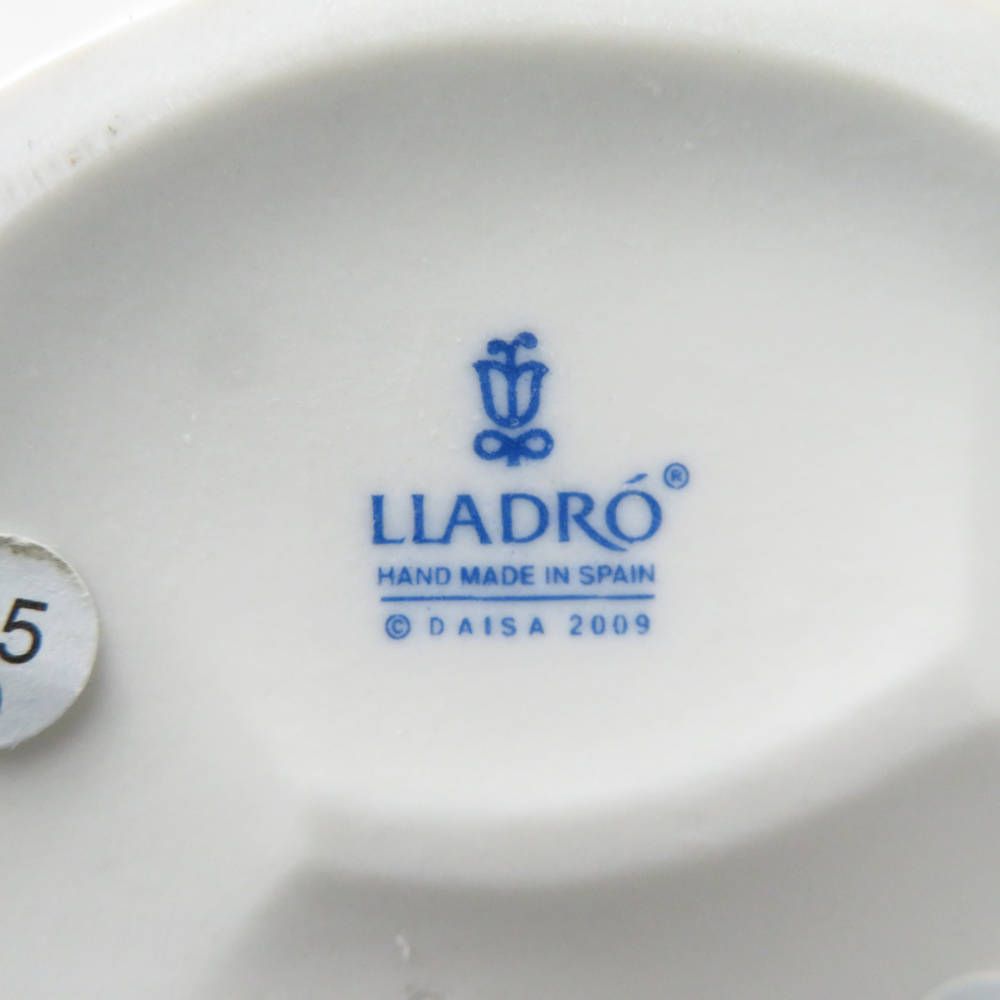 LLADRÓ®
HAND MADE IN SPAIN
© DAISA 2009
5